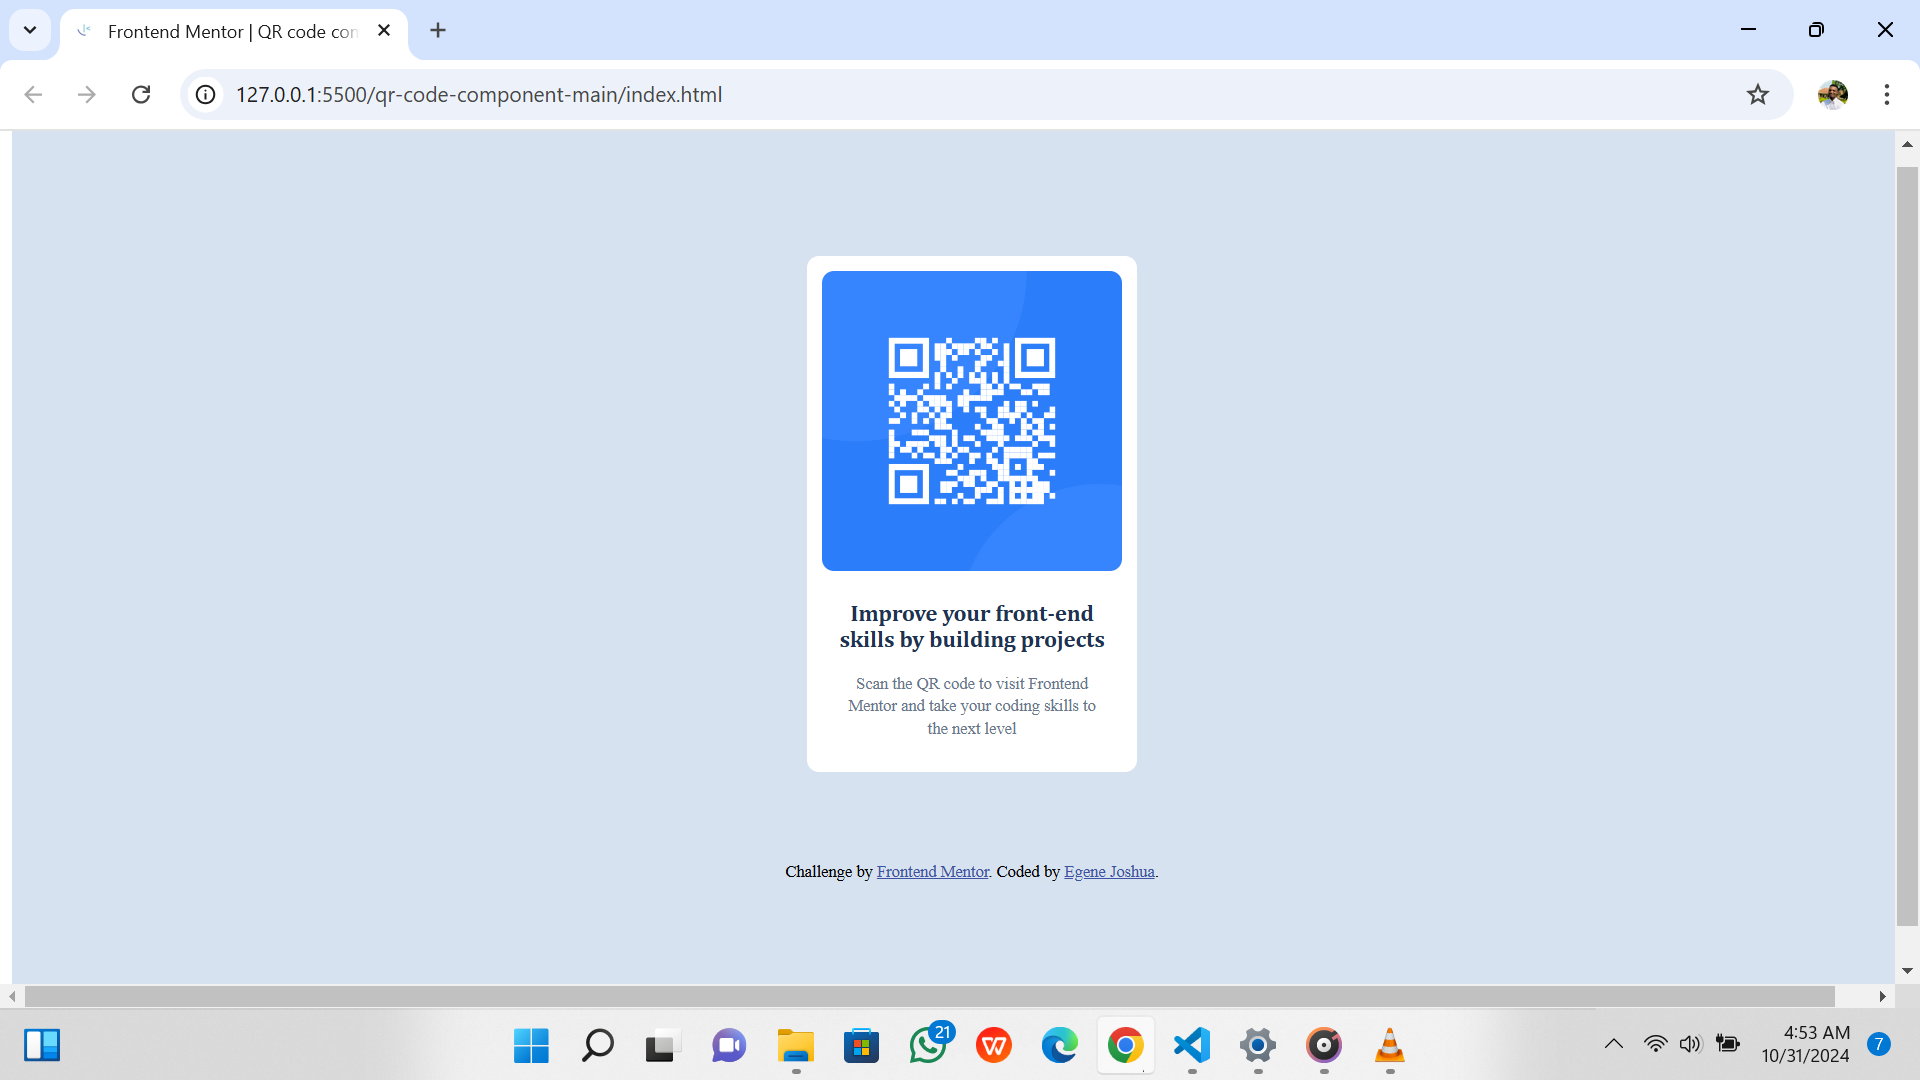 Frontend Mentor | QR code con
127.0.0.1:5500/qr-code-component-main/index.html
Improve your front-end
skills by building projects
Scan the QR code to visit Frontend
Mentor and take your coding skills to
the next level
Challenge by Frontend Mentor. Coded by Egene Joshua.
21
4:53 AM
10/31/2024
7